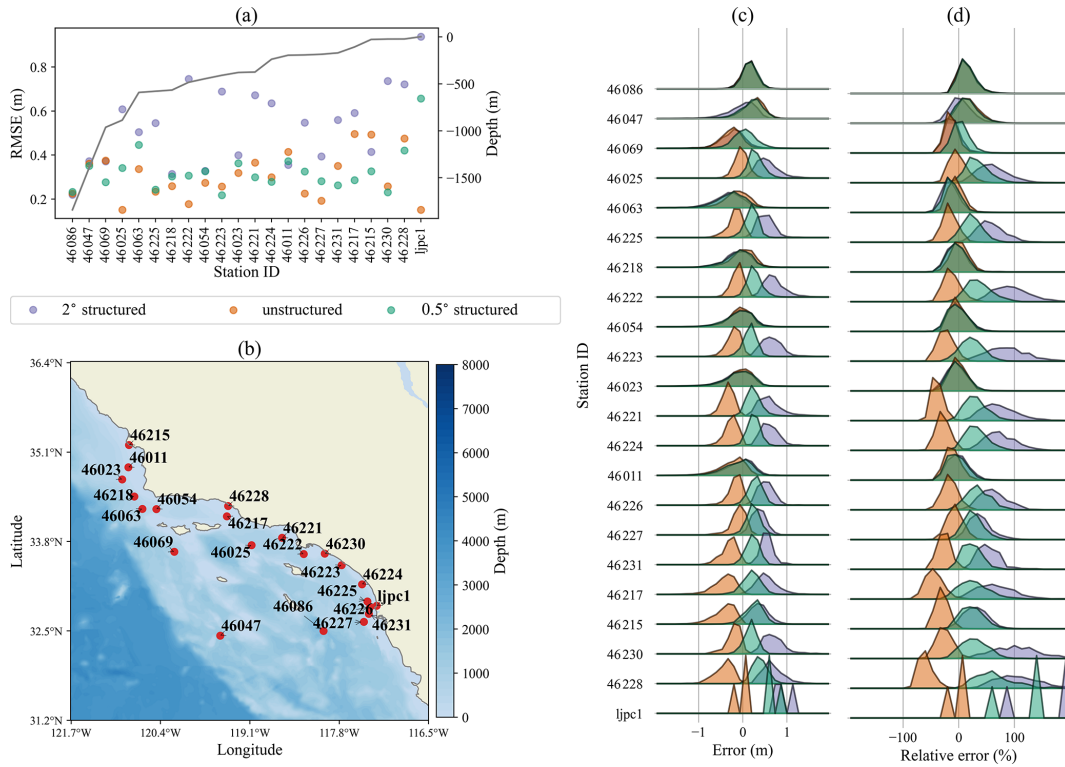 (a)
RMSE (m)
0.8
0.6
0.4
0.2
0
−500
−1000
−1500
Depth (m)
46086
46047
46069
46025
46063
46225
46218
46222
46054
46223
46023
46221
46224
46011
46226
46227
46231
46217
46215
46230
46228
ljpc1
Station ID
2° structured
unstructured
0.5° structured
(b)
36.4°N
35.1°N
33.8°N
32.5°N
31.2°N
Latitude
121.7°W
120.4°W
119.1°W
117.8°W
116.5°W
Longitude
46215
46011
46023
46218
46054
46063
46228
46217
46069
46025
46221
46222
46230
46223
46224
46225
ljpc1
46086
46226
46227
46231
46047
8000
7000
6000
5000
4000
3000
2000
1000
0
Depth (m)
(c)
Station ID
46086
46047
46069
46025
46063
46225
46218
46222
46054
46223
46023
46221
46224
46011
46226
46227
46231
46217
46215
46230
46228
ljpc1
−1
0
1
Error (m)
(d)
−100
0
100
Relative error (%)